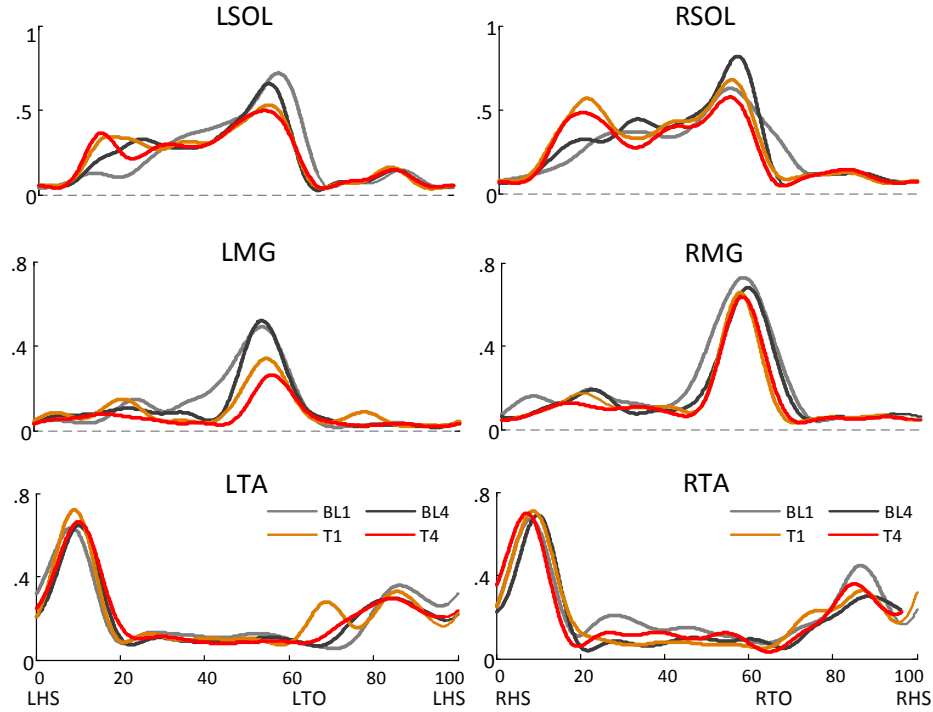 LSOL
RSOL
1
.5
0
1
.5
0
LMG
RMG
.8
.4
0
.8
.4
0
LTA
RTA
.8
.4
0
BL1 BL4
T1 T4
.8
.4
0
BL1 BL4
T1 T4
0 20 40 60 80 100
LHS LTO LHS
0 20 40 60 80 100
RHS RTO RHS